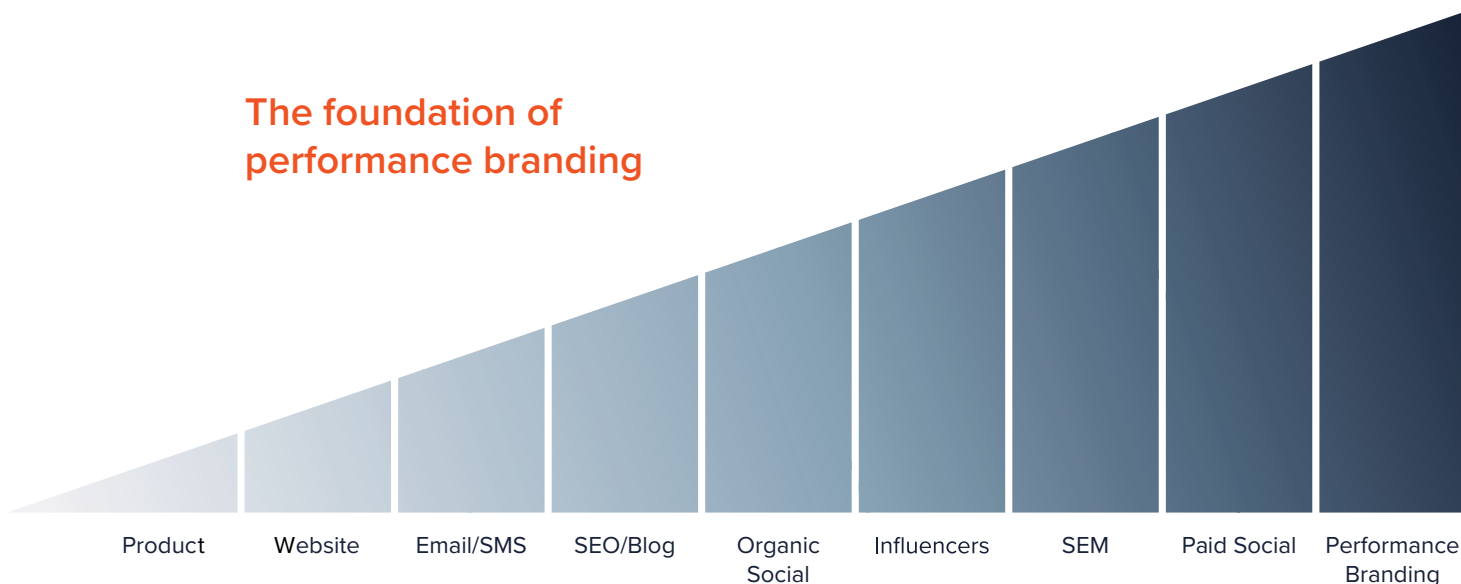 The foundation of
performance branding
Product
Website
Email/SMS
SEO/Blog
Organic
Social
Influencers
SEM
Paid Social
Performance
Branding